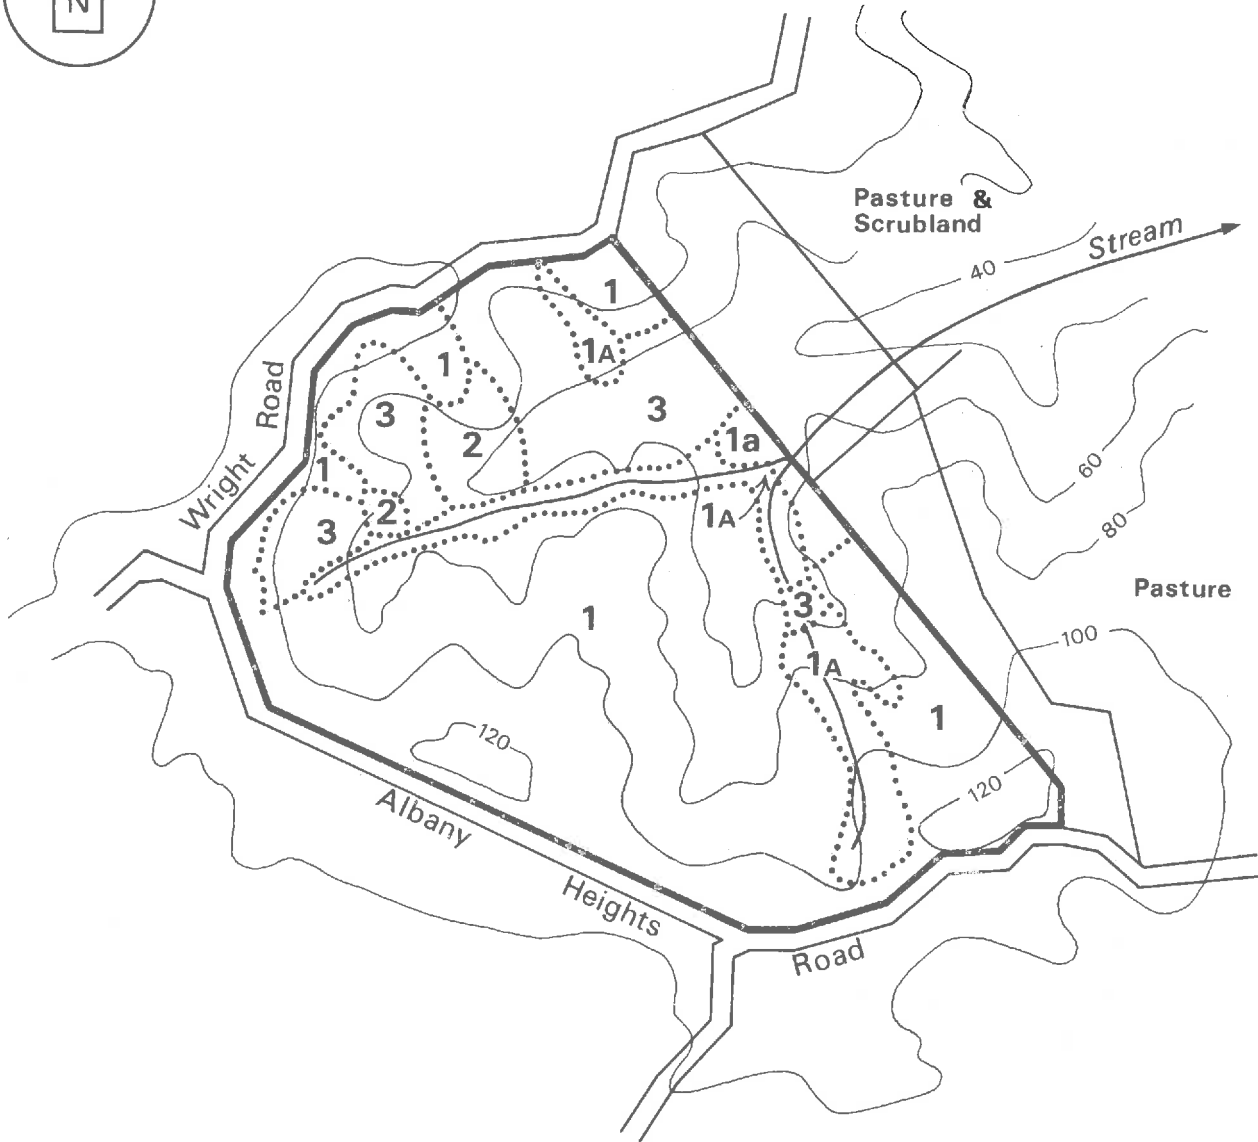 N
Pasture &
Scrubland
Stream
40
1
1A
Road
1
3
3
2
1a
60
1
Wright
2
1A
80
3
Pasture
1
3
100
1A
1
120
120
Albany
Heights
Road